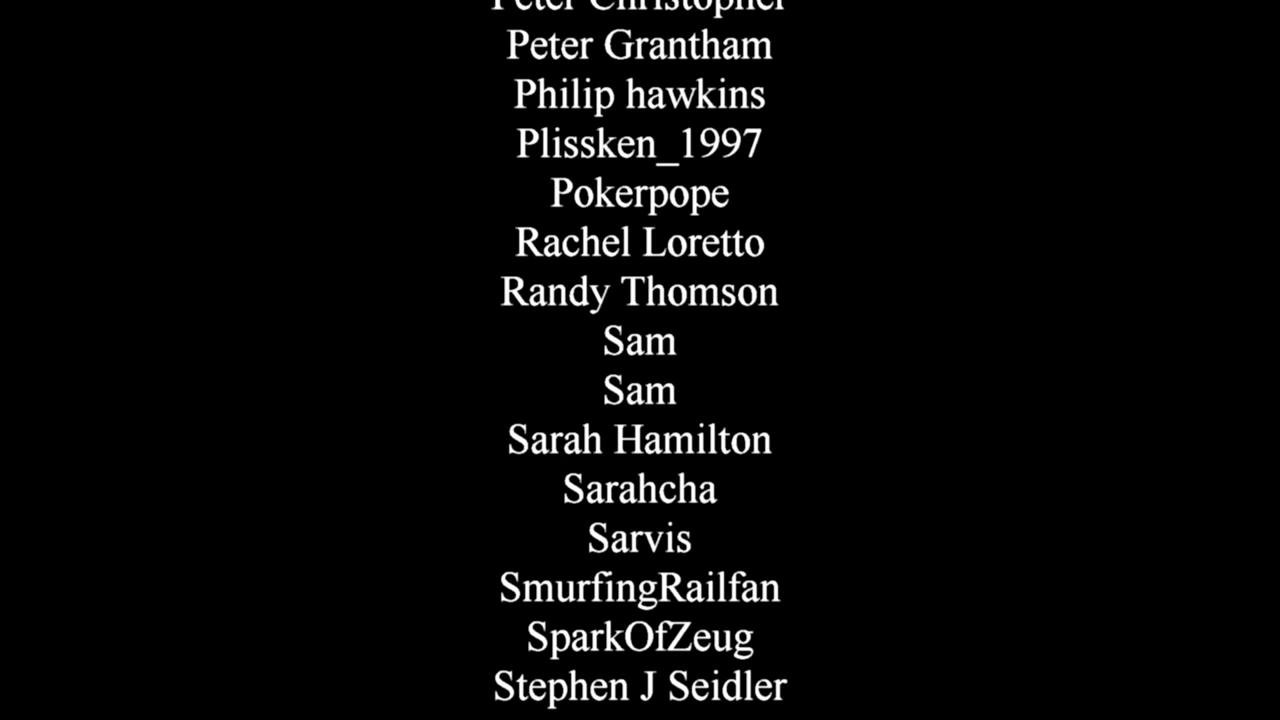 Peter Christopher
Peter Grantham
Philip hawkins
Plissken_1997
Pokerpope
Rachel Loretto
Randy Thomson
Sam
Sam
Sarah Hamilton
Sarahcha
Sarvis
SmurfingRailfan
SparkOfZeug
Stephen J Seidler